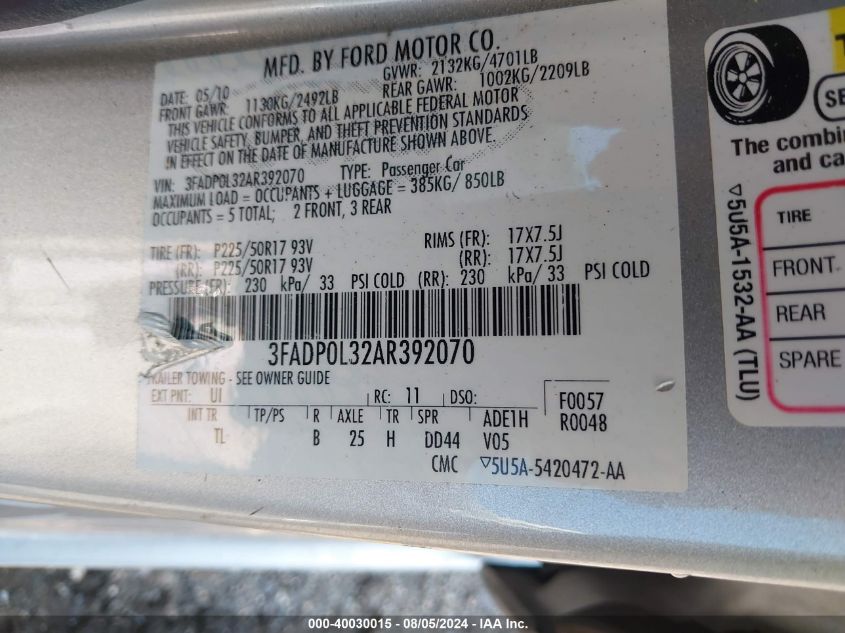 MFD. BY FORD MOTOR CO.
DATE: 05/10 GVWR: 2132KG/4701LB
FRONT GAWR: 1130KG/2492LB REAR GAWR: 1002KG/2209LB
THIS VEHICLE CONFORMS TO ALL APPLICABLE FEDERAL MOTOR
VEHICLE SAFETY, BUMPER, AND THEFT PREVENTION STANDARDS
IN EFFECT ON THE DATE OF MANUFACTURE SHOWN ABOVE.
VIN: 3FADP0L32AR392070 TYPE: Passenger Car
MAXIMUM LOAD = OCCUPANTS + LUGGAGE = 385KG/ 850LB
OCCUPANTS = 5 TOTAL; 2 FRONT, 3 REAR
TIRE (FR): P225/50R17 93V RIMS (FR): 17X7.5J
(RR): P225/50R17 93V (RR): 17X7.5J
PRESSURE (FR): 230 kPa/ 33 PSI COLD (RR): 230 kPa/ 33 PSI COLD
3FADP0L32AR392070
TRAILER TOWING - SEE OWNER GUIDE
EXT PNT: UI RC: 11 DSO: F0057
INT TR TP/PS R AXLE TR SPR ADE1H R0048
TL B 25 H DD44 V05
CMC ▽5U5A-5420472-AA
The combin
and ca
TIRE
FRONT
REAR
SPARE
▽5U5A-1532-AA (TLU)
000-40030015 - 08/05/2024 - IAA Inc.